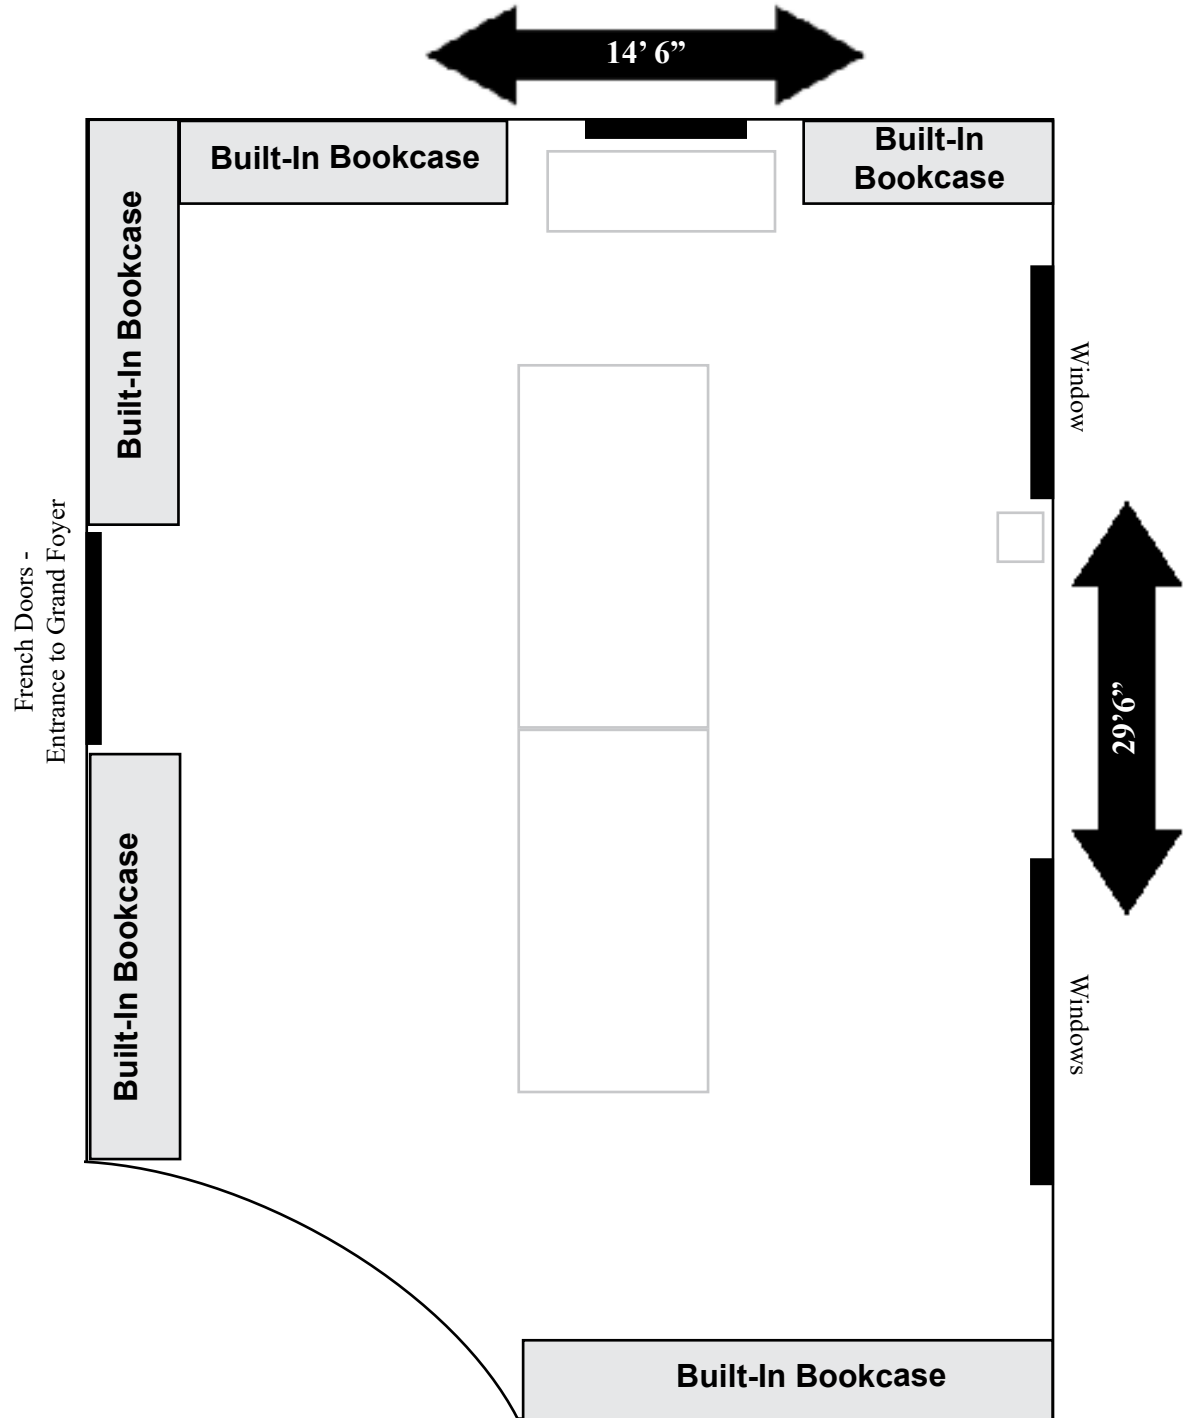 14’ 6”
Built-In Bookcase
Built-In
Bookcase
Built-In Bookcase
Window
French Doors -
Entrance to Grand Foyer
29’6”
Built-In Bookcase
Windows
Built-In Bookcase